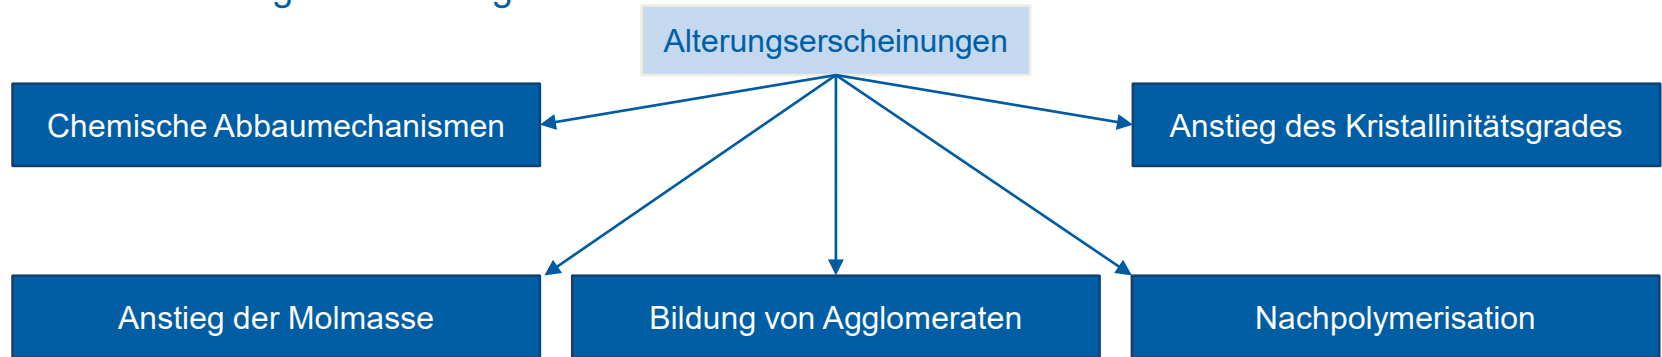 Alterungserscheinungen
Chemische Abbaumechanismen
Anstieg des Kristallinitätsgrades
Anstieg der Molmasse
Bildung von Agglomeraten
Nachpolymerisation